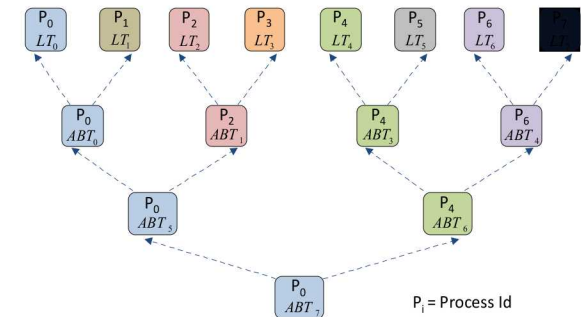 P0 P1 P2 P3 P4 P5 P6
LT0 LT1 LT2 LT3 LT4 LT5 LT6
P0 P2 P4 P6
ABT0 ABT1 ABT3 ABT4
P0 P4
ABT5 ABT6
P0
ABT7
Pi = Process Id